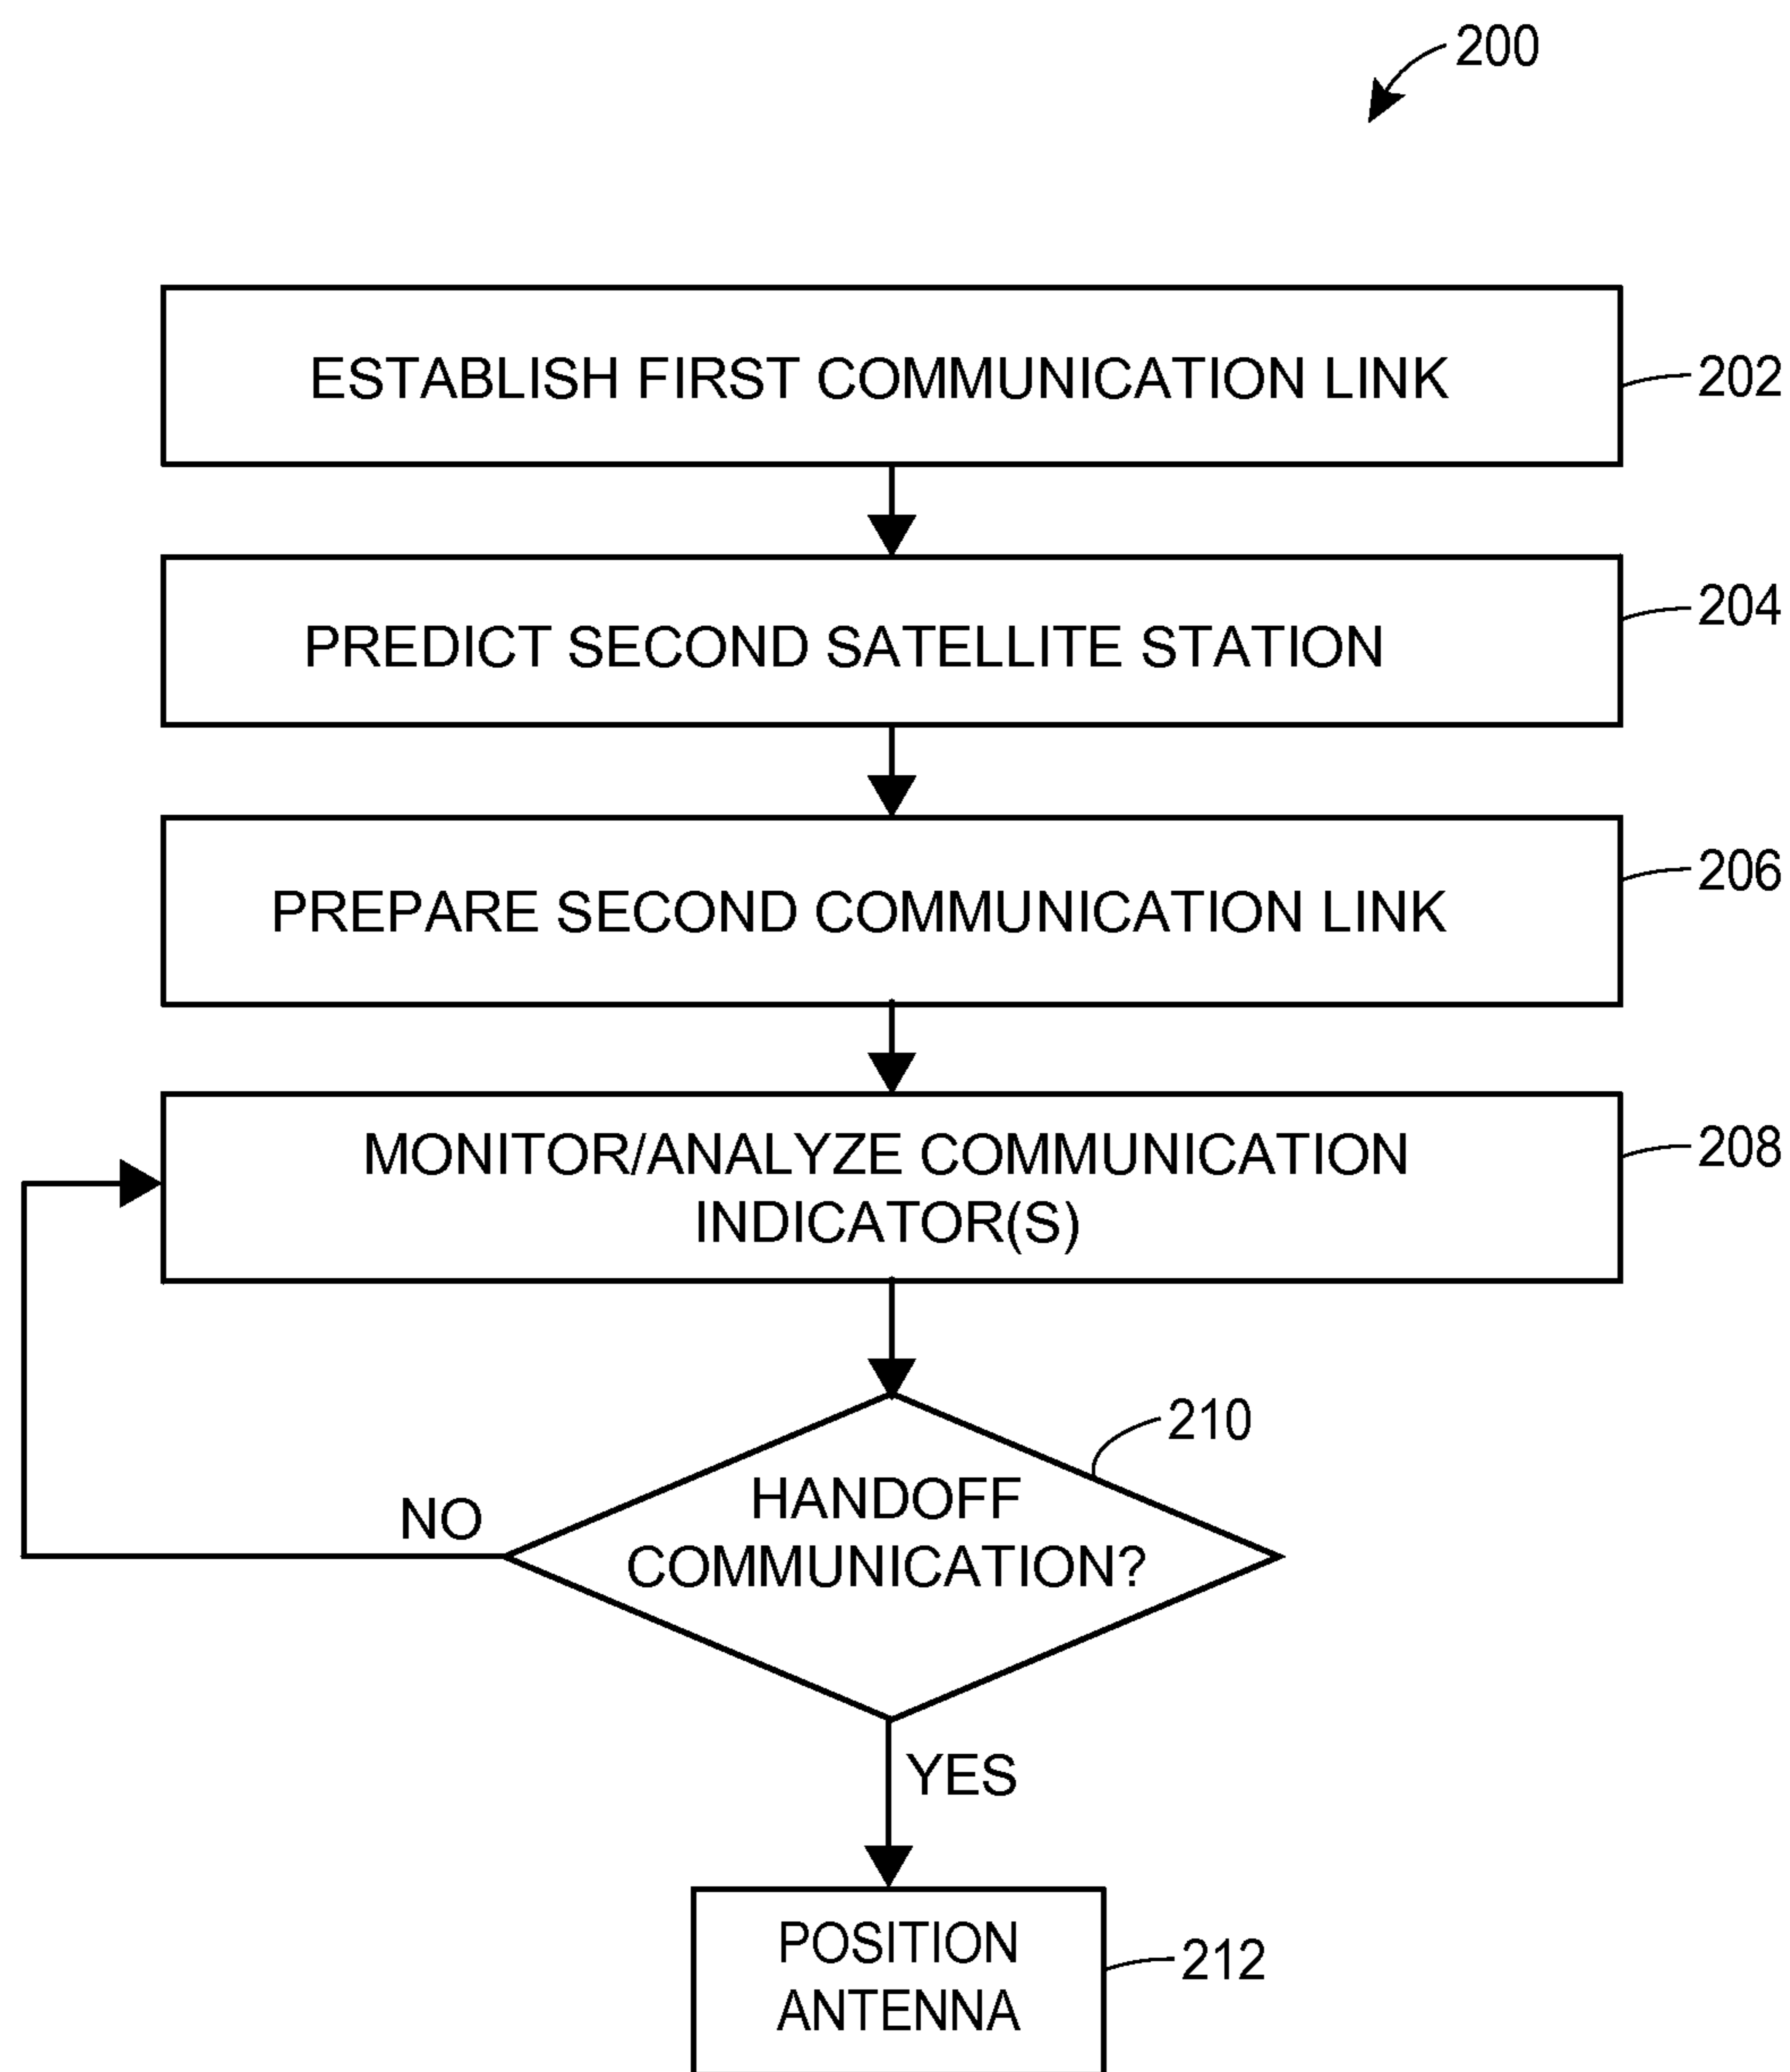 200
ESTABLISH FIRST COMMUNICATION LINK
202
PREDICT SECOND SATELLITE STATION
204
PREPARE SECOND COMMUNICATION LINK
206
MONITOR/ANALYZE COMMUNICATION
INDICATOR(S)
208
210
HANDOFF
COMMUNICATION?
NO
YES
POSITION
ANTENNA
212